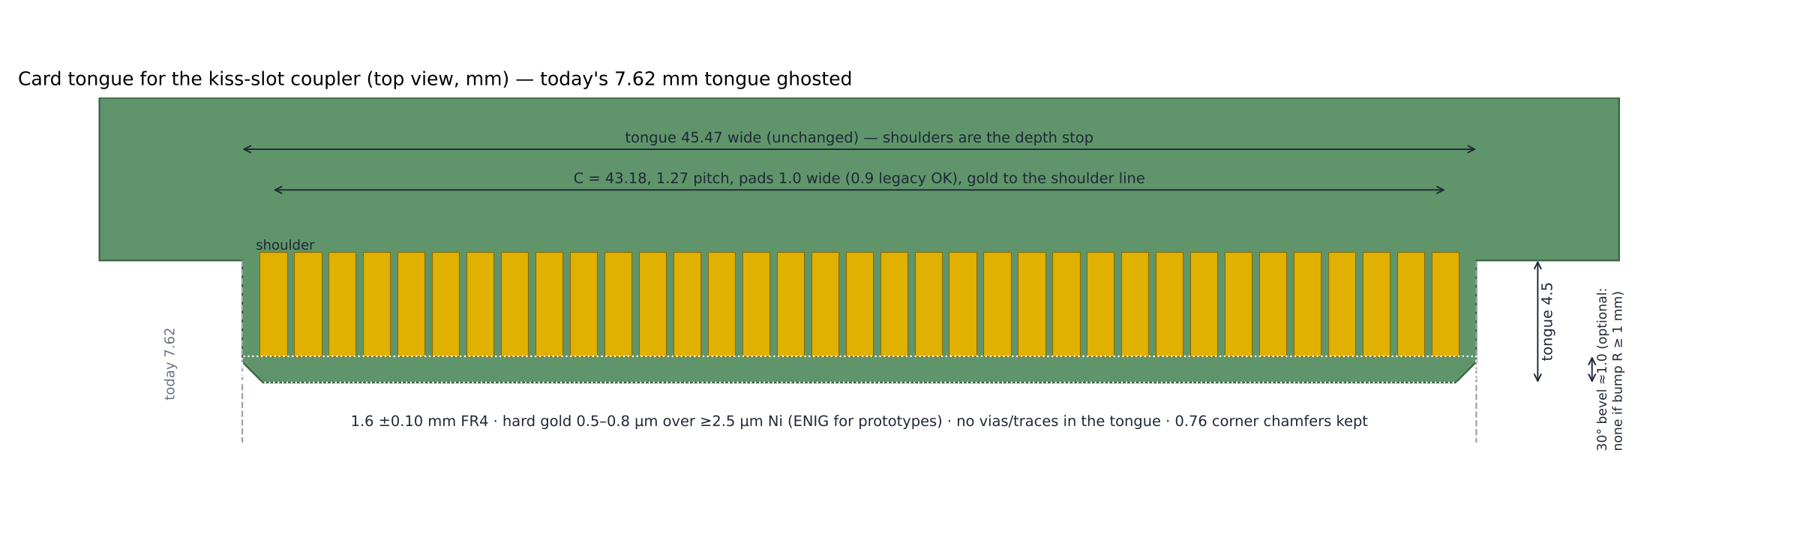 Card tongue for the kiss-slot coupler (top view, mm) — today's 7.62 mm tongue ghosted
tongue 45.47 wide (unchanged) — shoulders are the depth stop
C = 43.18, 1.27 pitch, pads 1.0 wide (0.9 legacy OK), gold to the shoulder line
shoulder
today 7.62
tongue 4.5
30° bevel ≈1.0 (optional:
none if bump R ≥ 1 mm)
1.6 ±0.10 mm FR4 · hard gold 0.5–0.8 µm over ≥2.5 µm Ni (ENIG for prototypes) · no vias/traces in the tongue · 0.76 corner chamfers kept